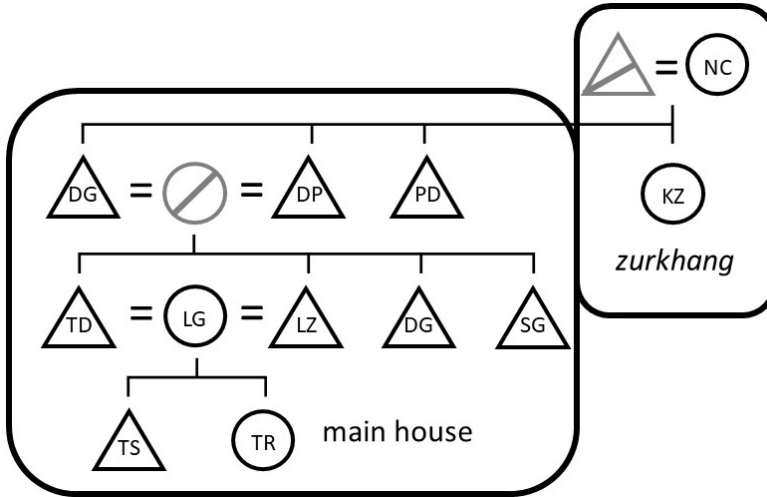 NC
DG = = DP PD
KZ
zurkhang
TD = LG = LZ DG SG
TS TR main house